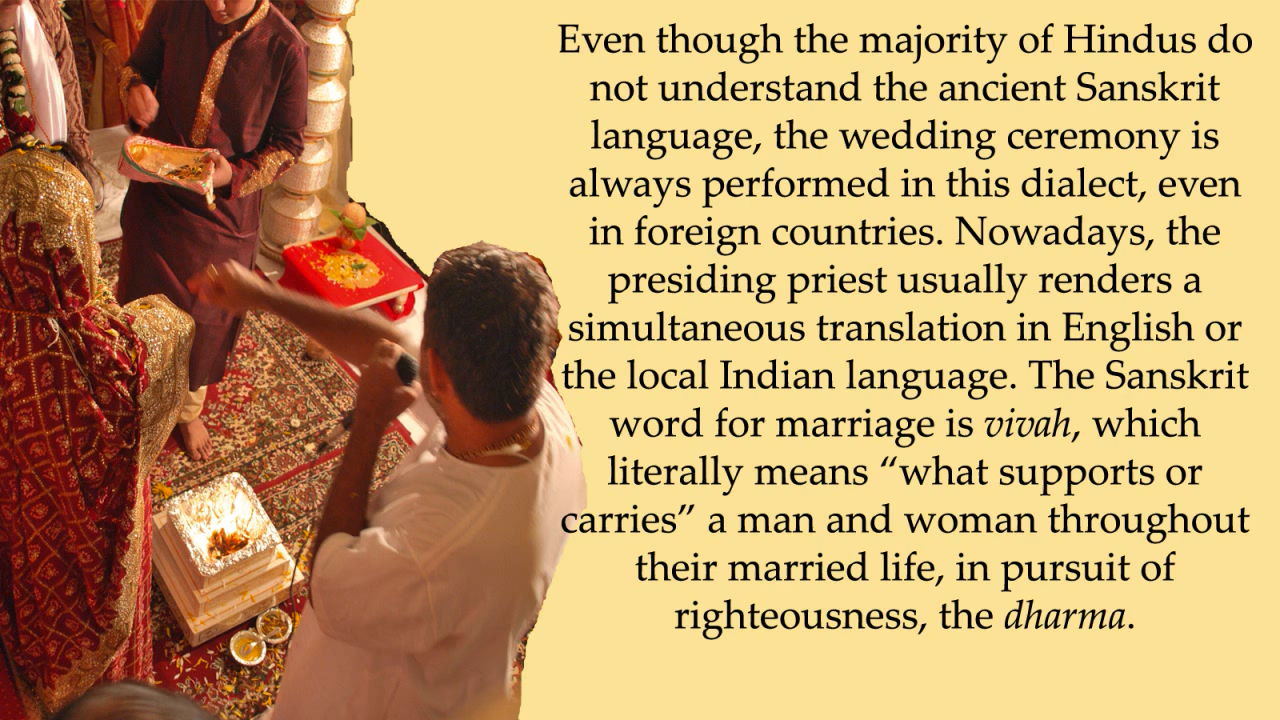 Even though the majority of Hindus do
not understand the ancient Sanskrit
language, the wedding ceremony is
always performed in this dialect, even
in foreign countries. Nowadays, the
presiding priest usually renders a
simultaneous translation in English or
the local Indian language. The Sanskrit
word for marriage is vivah, which
literally means “what supports or
carries” a man and woman throughout
their married life, in pursuit of
righteousness, the dharma.